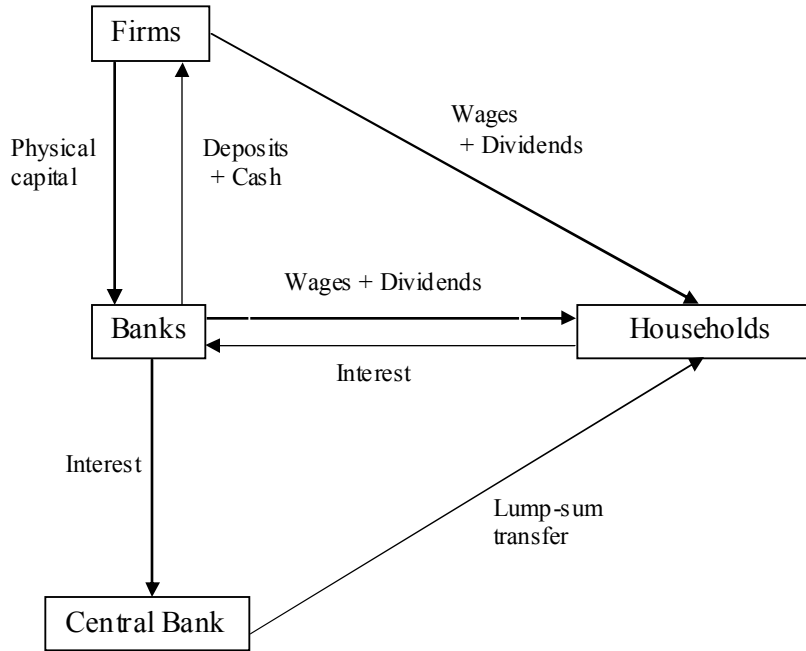 Firms
Wages
+ Dividends
Physical
capital
Deposits
+ Cash
Wages + Dividends
Banks
Households
Interest
Interest
Lump-sum
transfer
Central Bank